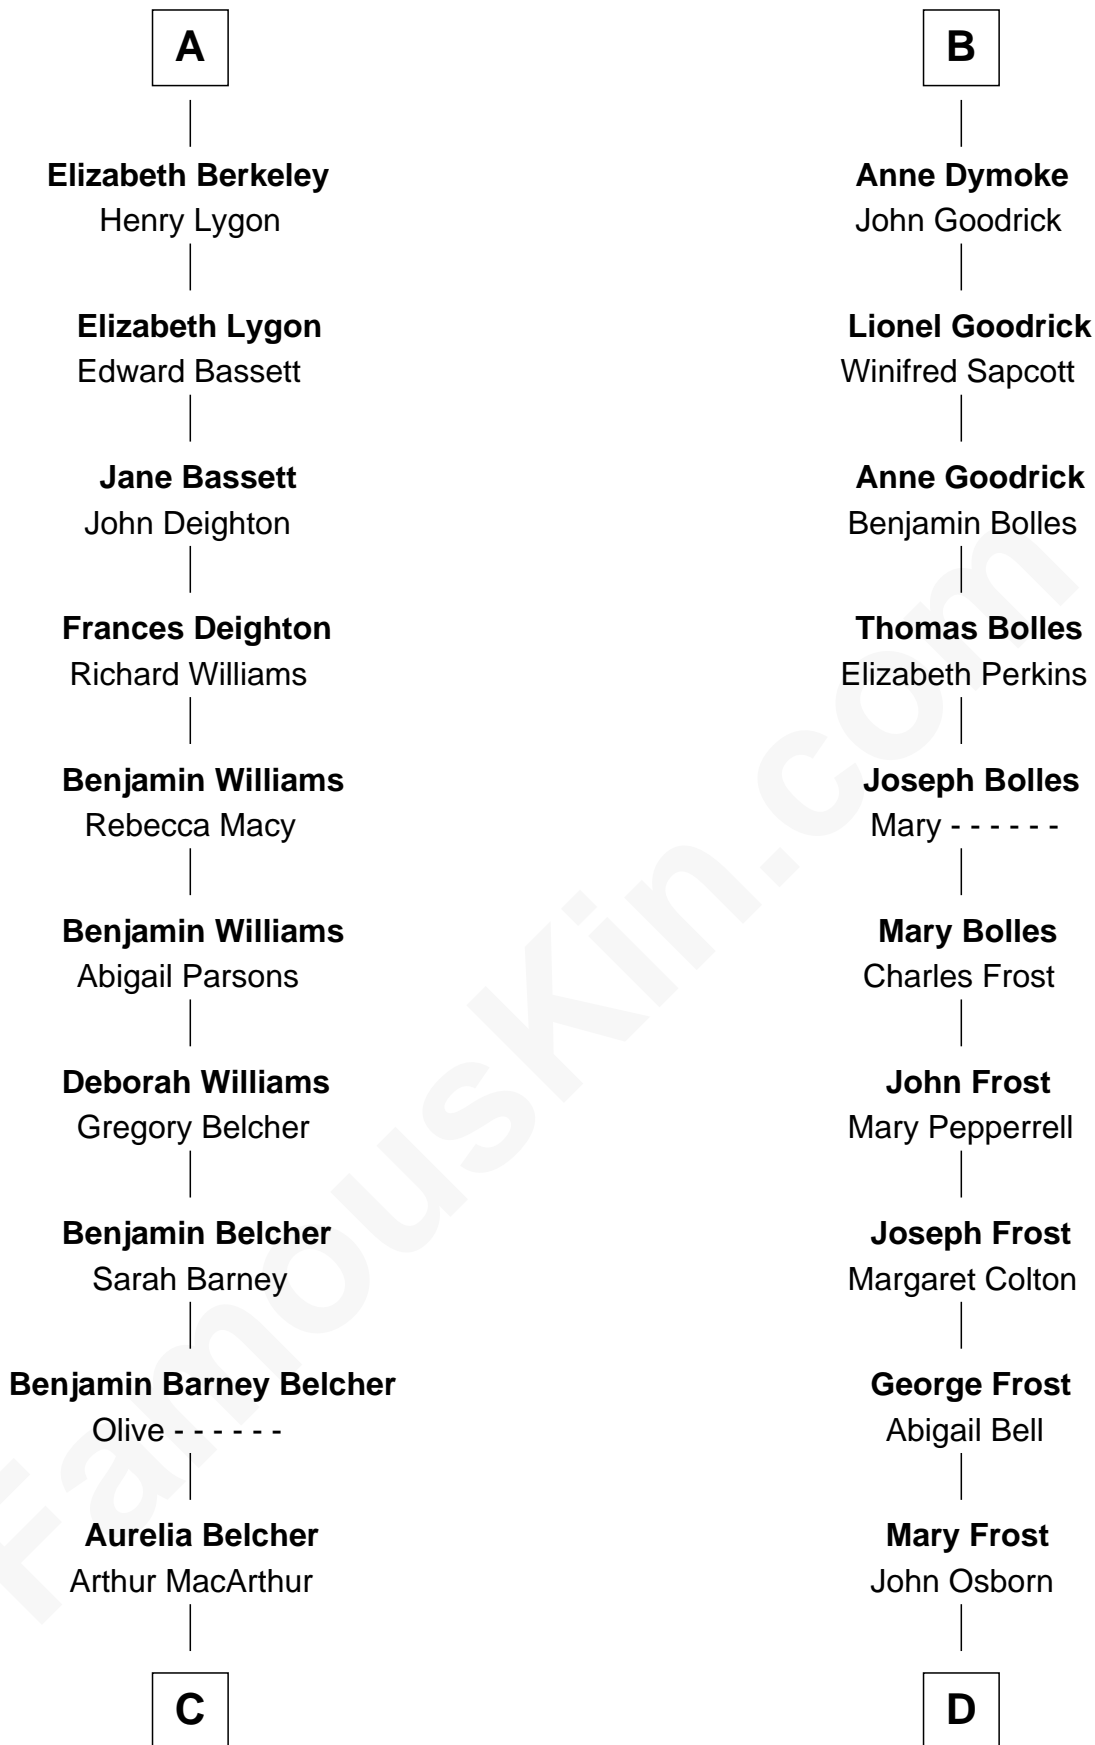 A
Elizabeth Berkeley
Henry Lygon
Elizabeth Lygon
Edward Bassett
Jane Bassett
John Deighton
Frances Deighton
Richard Williams
Benjamin Williams
Rebecca Macy
Benjamin Williams
Abigail Parsons
Deborah Williams
Gregory Belcher
Benjamin Belcher
Sarah Barney
Benjamin Barney Belcher
Olive - - - - - -
Aurelia Belcher
Arthur MacArthur
C
B
Anne Dymoke
John Goodrick
Lionel Goodrick
Winifred Sapcott
Anne Goodrick
Benjamin Bolles
Thomas Bolles
Elizabeth Perkins
Joseph Bolles
Mary - - - - - -
Mary Bolles
Charles Frost
John Frost
Mary Pepperrell
Joseph Frost
Margaret Colton
George Frost
Abigail Bell
Mary Frost
John Osborn
D
FamousKin.com